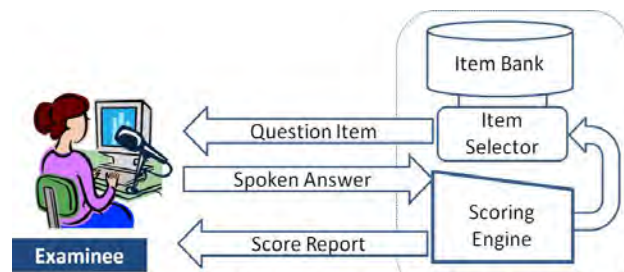 Item Bank
Question Item
Item
Selector
Spoken Answer
Scoring
Engine
Score Report
Examinee